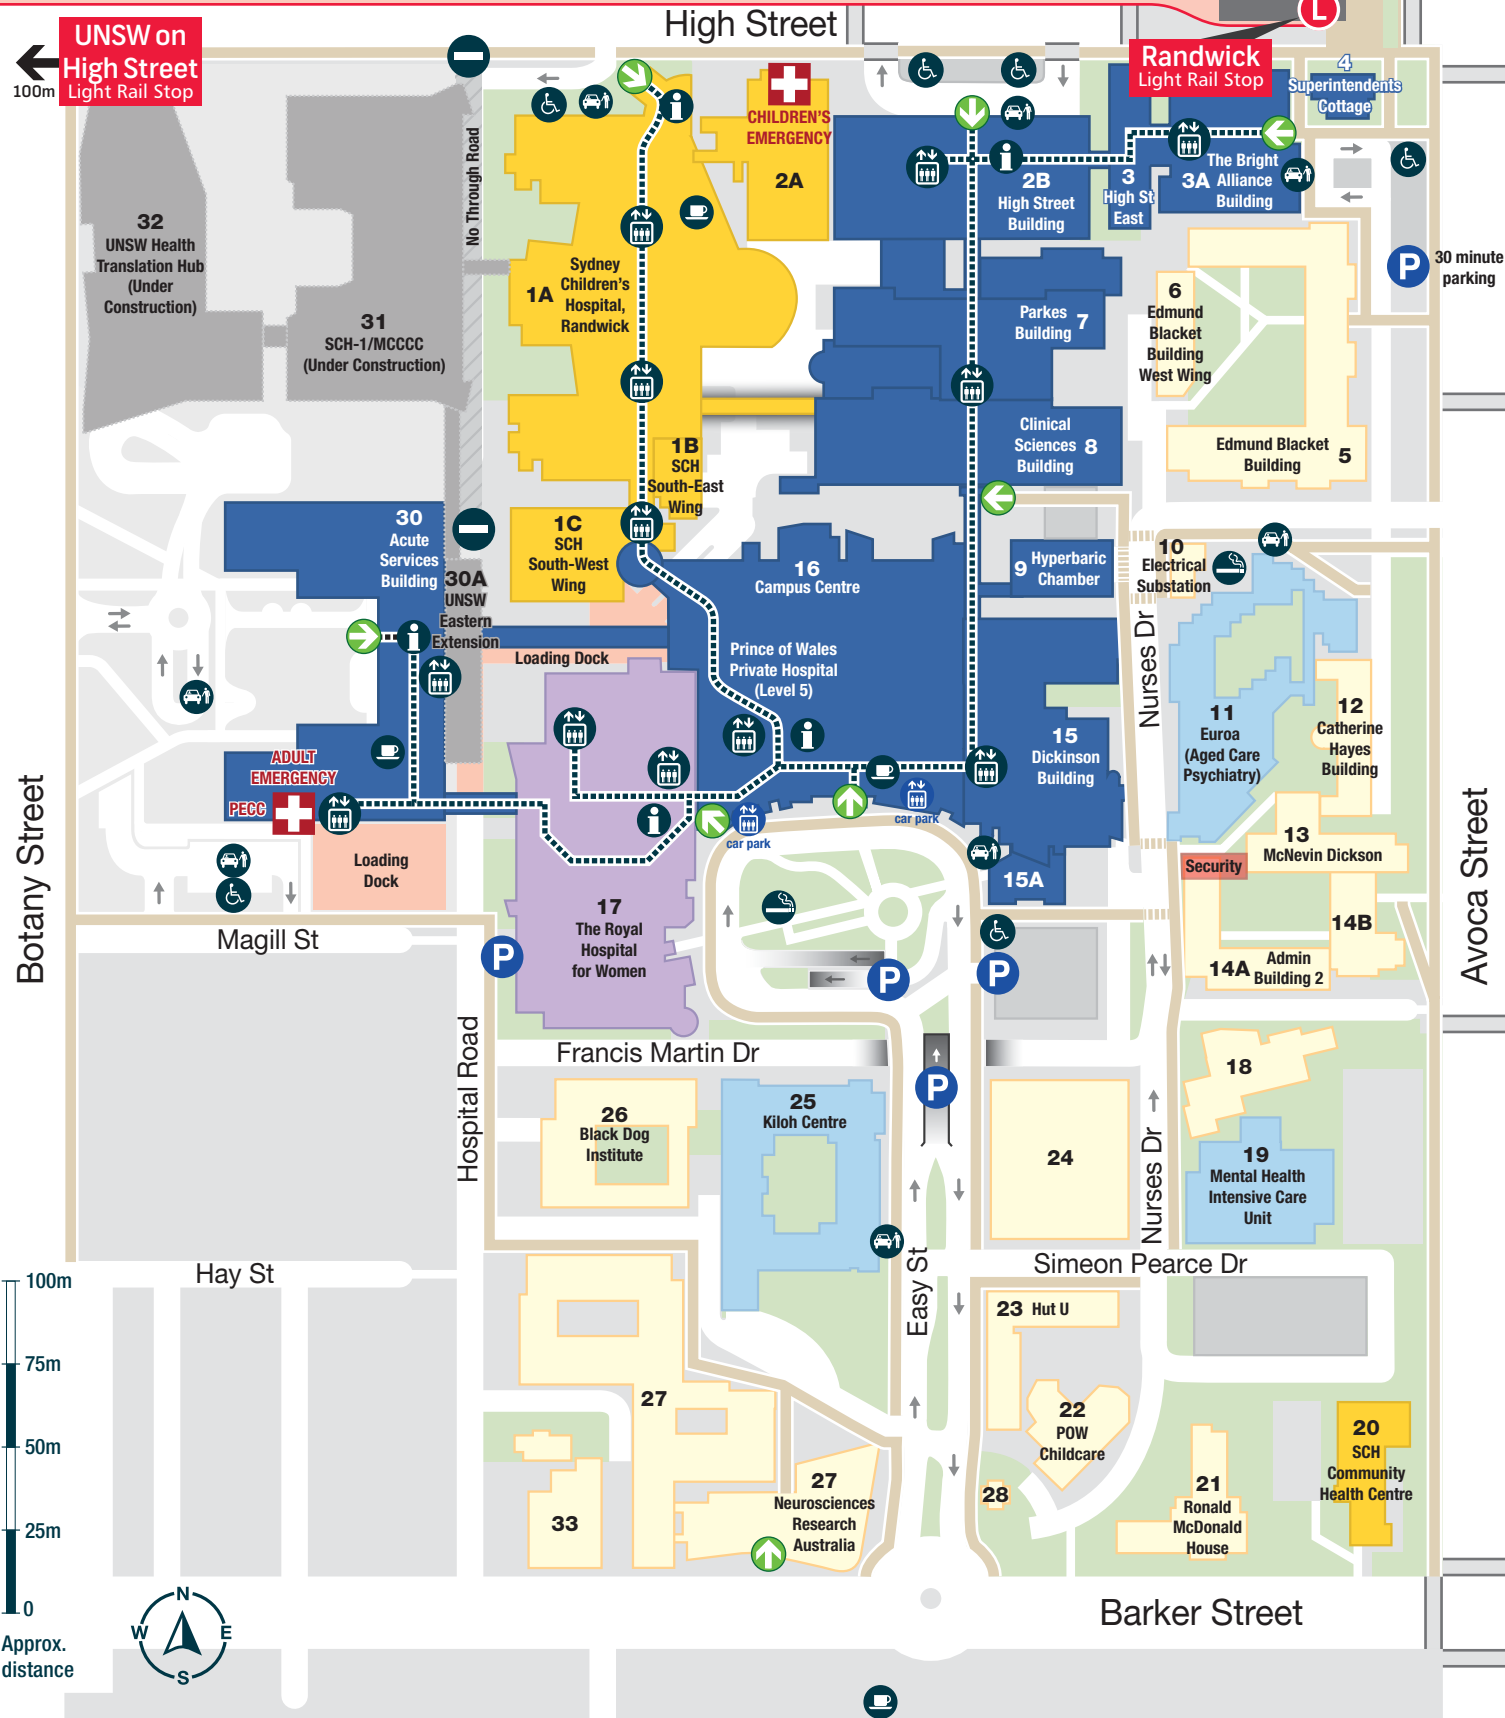 High Street
L
UNSW on
High Street
Light Rail Stop
100m
Randwick
Light Rail Stop
4
Superintendents
Cottage
No Through Road
CHILDREN'S
EMERGENCY
2A
2B
High Street
Building
3
High St
East
3A
The Bright
Alliance
Building
P
30 minute
parking
32
UNSW Health
Translation Hub
(Under
Construction)
31
SCH-1/MCCCC
(Under Construction)
1A
Sydney
Children's
Hospital,
Randwick
Parkes
Building
7
6
Edmund
Blacket
Building
West Wing
Edmund Blacket
Building
5
Clinical
Sciences
Building
8
1B
SCH
South-East
Wing
1C
SCH
South-West
Wing
30
Acute
Services
Building
30A
UNSW
Eastern
Extension
16
Campus Centre
9
Hyperbaric
Chamber
10
Electrical
Substation
Loading Dock
Prince of Wales
Private Hospital
(Level 5)
Nurses Dr
11
Euroa
(Aged Care
Psychiatry)
12
Catherine
Hayes
Building
15
Dickinson
Building
ADULT
EMERGENCY
PECC
car park
car park
Loading
Dock
13
McNevin Dickson
Security
15A
14B
14A
Admin
Building 2
17
The Royal
Hospital
for Women
P
P
P
Botany Street
Avoca Street
Magill St
Hospital Road
Francis Martin Dr
P
18
26
Black Dog
Institute
25
Kiloh Centre
24
Nurses Dr
19
Mental Health
Intensive Care
Unit
Hay St
Easy St
Simeon Pearce Dr
23
Hut U
27
22
POW
Childcare
20
SCH
Community
Health Centre
27
Neurosciences
Research
Australia
28
21
Ronald
McDonald
House
33
100m
75m
50m
25m
0
Approx.
distance
N
W
E
S
Barker Street